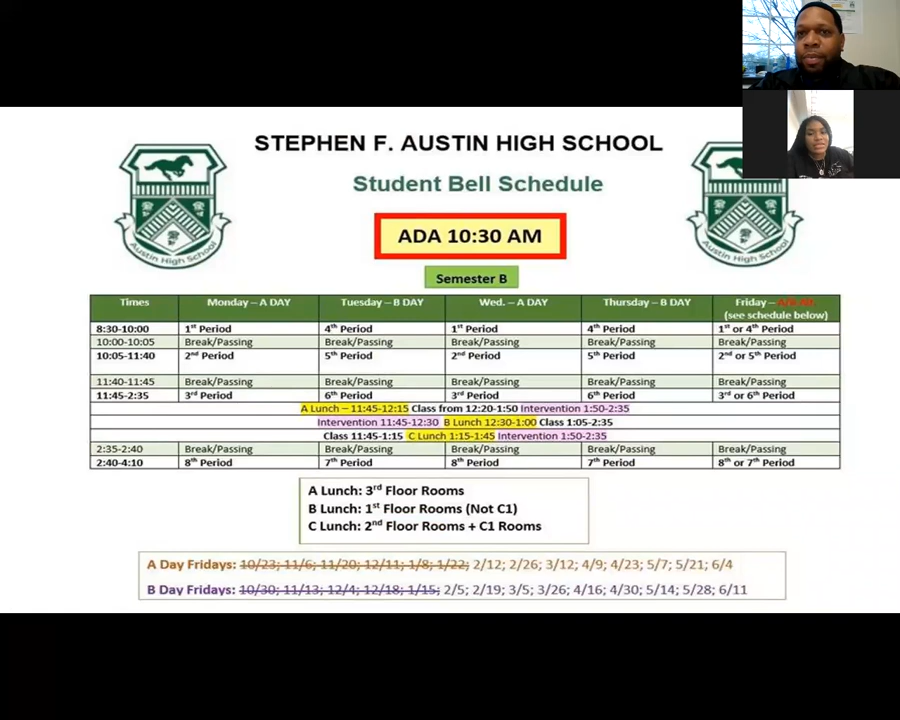 STEPHEN F. AUSTIN HIGH SCHOOL
Student Bell Schedule
ADA 10:30 AM
Semester B
Austin High School
Austin High School
Times Monday – A DAY Tuesday – B DAY Wed. – A DAY Thursday – B DAY Friday –
(see schedule below)
8:30-10:00 1st Period 4th Period 1st Period 4th Period 1st or 4th Period
10:00-10:05 Break/Passing Break/Passing Break/Passing Break/Passing Break/Passing
10:05-11:40 2nd Period 5th Period 2nd Period 5th Period 2nd or 5th Period
11:40-11:45 Break/Passing Break/Passing Break/Passing Break/Passing Break/Passing
11:45-2:35 3rd Period 6th Period 3rd Period 6th Period 3rd or 6th Period
A Lunch – 11:45-12:15 Class from 12:20-1:50 Intervention 1:50-2:35
Intervention 11:45-12:30 B Lunch 12:30-1:00 Class 1:05-2:35
Class 11:45-1:15 C Lunch 1:15-1:45 Intervention 1:50-2:35
2:35-2:40 Break/Passing Break/Passing Break/Passing Break/Passing Break/Passing
2:40-4:10 8th Period 7th Period 8th Period 7th Period 8th or 7th Period
A Lunch: 3rd Floor Rooms
B Lunch: 1st Floor Rooms (Not C1)
C Lunch: 2nd Floor Rooms + C1 Rooms
A Day Fridays: 10/23; 11/6; 11/20; 12/11; 1/8; 1/22; 2/12; 2/26; 3/12; 4/9; 4/23; 5/7; 5/21; 6/4
B Day Fridays: 10/30; 11/13; 12/4; 12/18; 1/15; 2/5; 2/19; 3/5; 3/26; 4/16; 4/30; 5/14; 5/28; 6/11